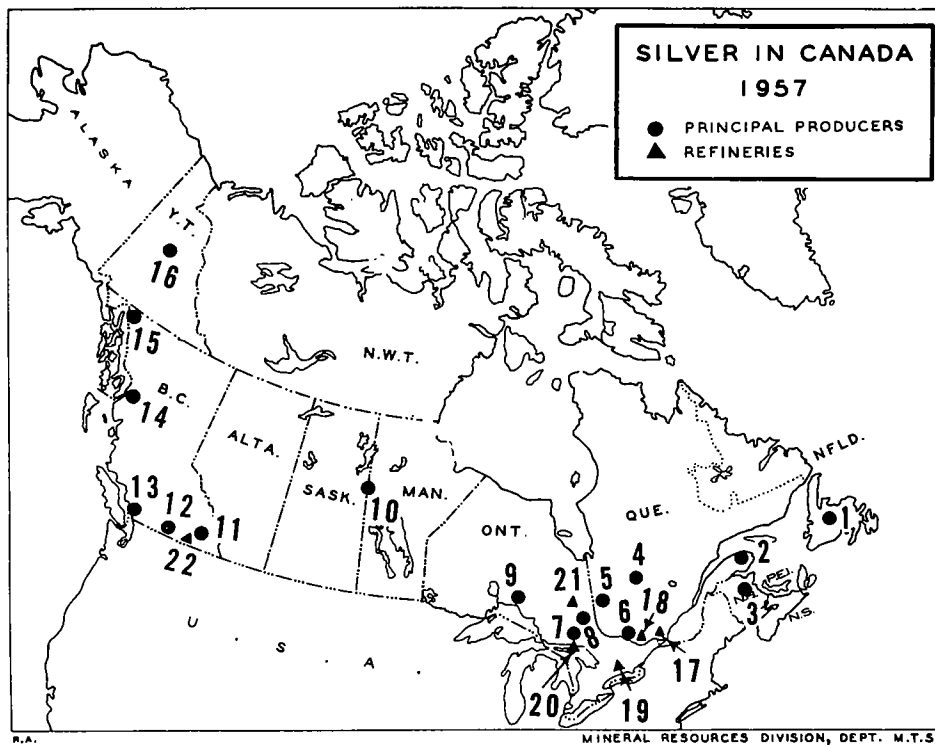 SILVER IN CANADA
1957
PRINCIPAL PRODUCERS
REFINERIES
ALASKA
Y.T.
16
15
N.W.T.
B.C.
14
ALTA.
SASK.
MAN.
10
13
12
11
22
ONT.
QUE.
NFLD.
1
2
P.E.I.
N.B.
3
N.S.
4
5
6
18
17
9
21
7
8
20
19
U. S. A.
R.A.
MINERAL RESOURCES DIVISION, DEPT. M.T.S